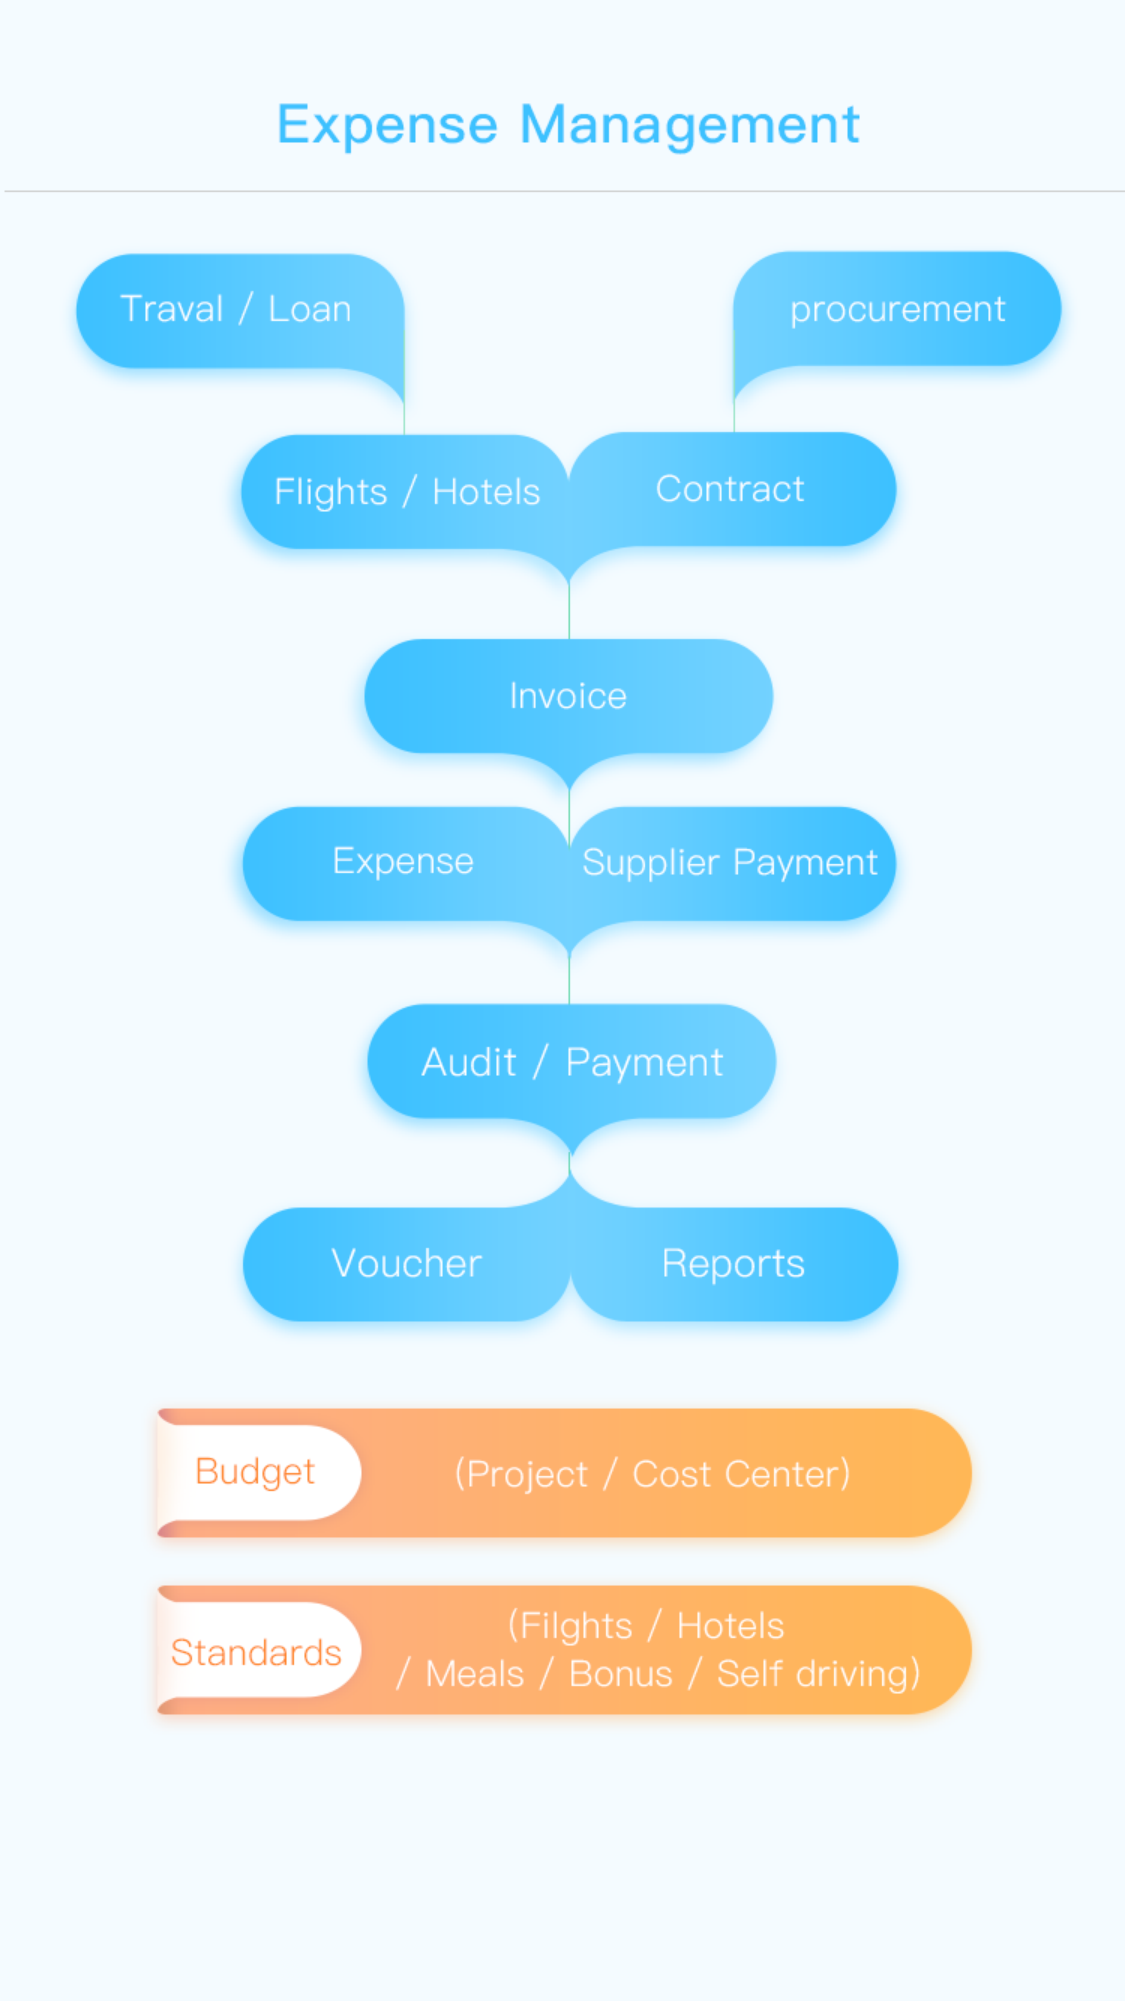 Expense Management
Traval / Loan
procurement
Flights / Hotels
Contract
Invoice
Expense
Supplier Payment
Audit / Payment
Voucher
Reports
Budget
(Project / Cost Center)
Standards
(Filghts / Hotels
/ Meals / Bonus / Self driving)